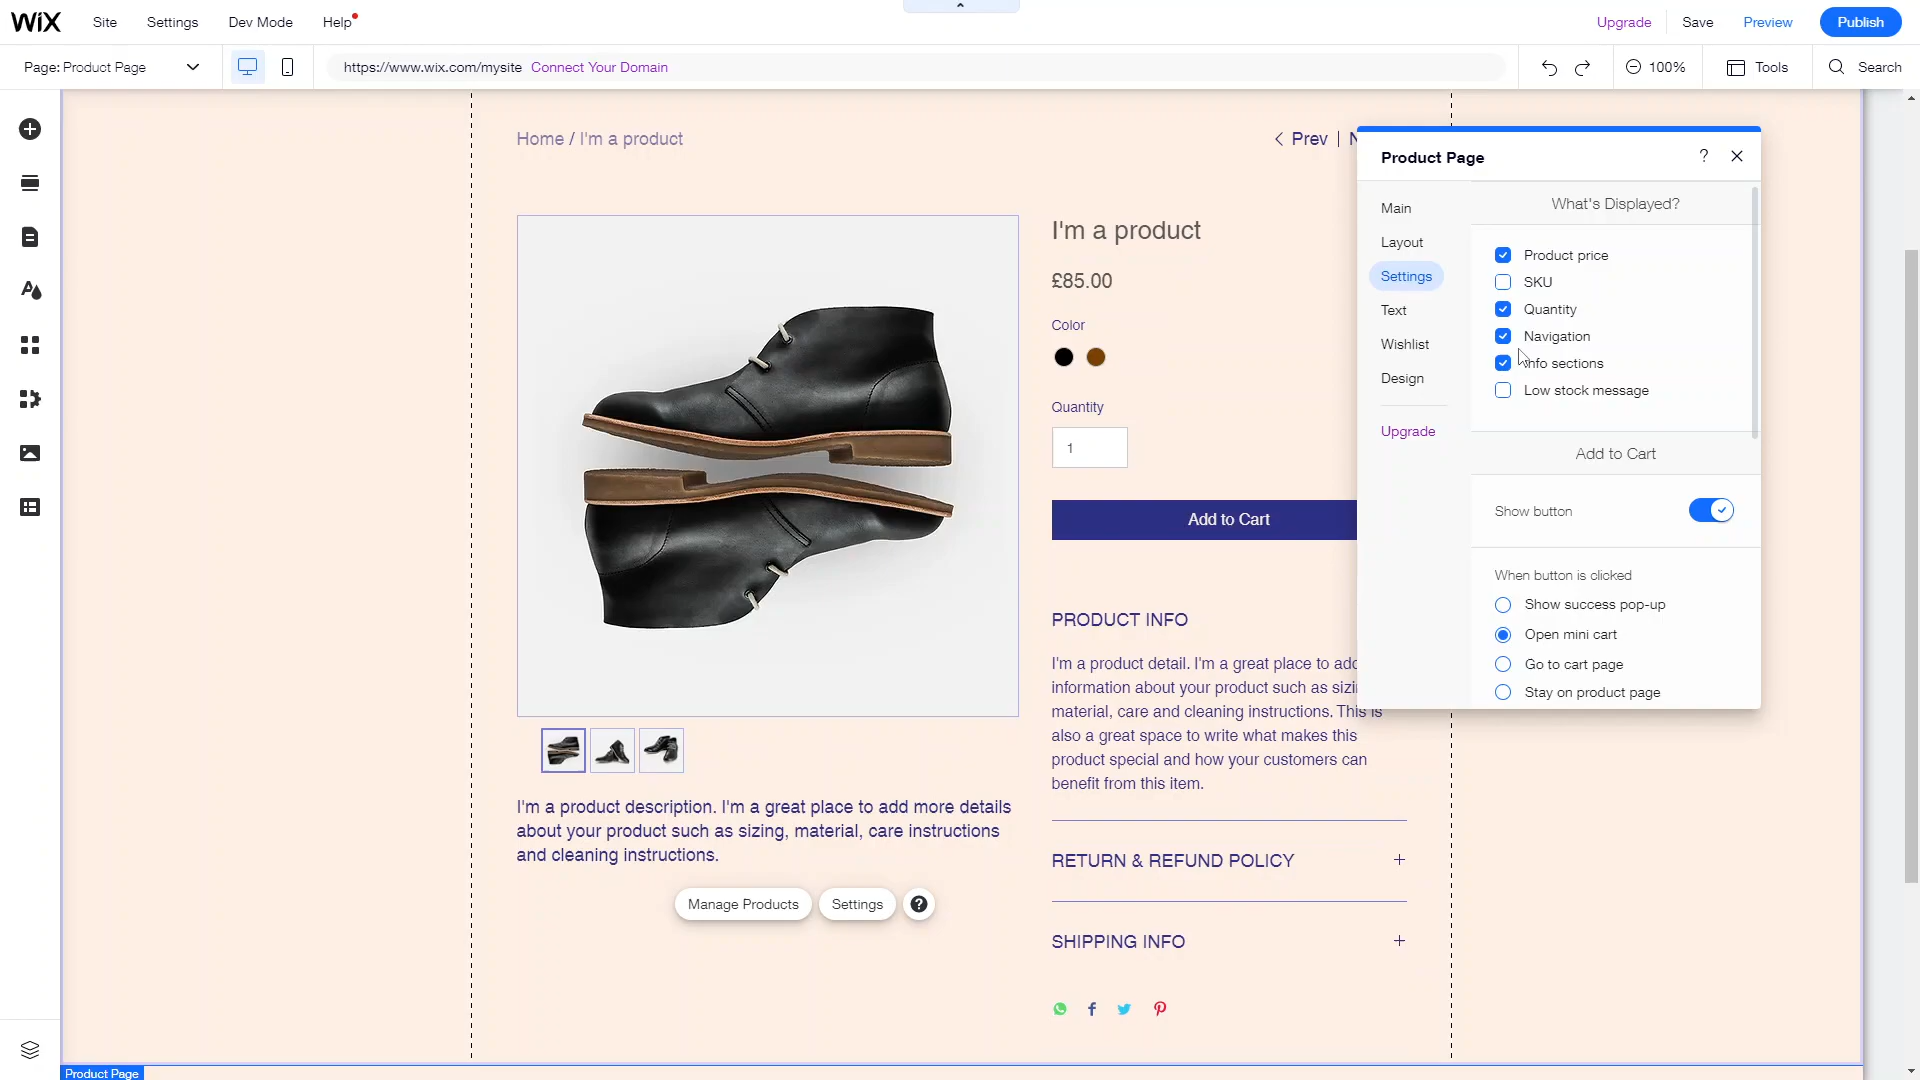 WiX Site Settings Dev Mode Help Upgrade Save Preview Publish
Page: Product Page https://www.wix.com/mysite Connect Your Domain 100% Tools Search
Home / I'm a product
< Prev | N
I'm a product
£85.00
Color
Quantity
1
Add to Cart
PRODUCT INFO
I'm a product detail. I'm a great place to add
information about your product such as sizi
material, care and cleaning instructions. This is
also a great space to write what makes this
product special and how your customers can
benefit from this item.
RETURN & REFUND POLICY +
SHIPPING INFO +
I'm a product description. I'm a great place to add more details
about your product such as sizing, material, care instructions
and cleaning instructions.
Manage Products Settings ?
Product Page ?
Main
Layout
Settings
Text
Wishlist
Design
Upgrade
What's Displayed?
Product price
SKU
Quantity
Navigation
Info sections
Low stock message
Add to Cart
Show button
When button is clicked
Show success pop-up
Open mini cart
Go to cart page
Stay on product page
Product Page